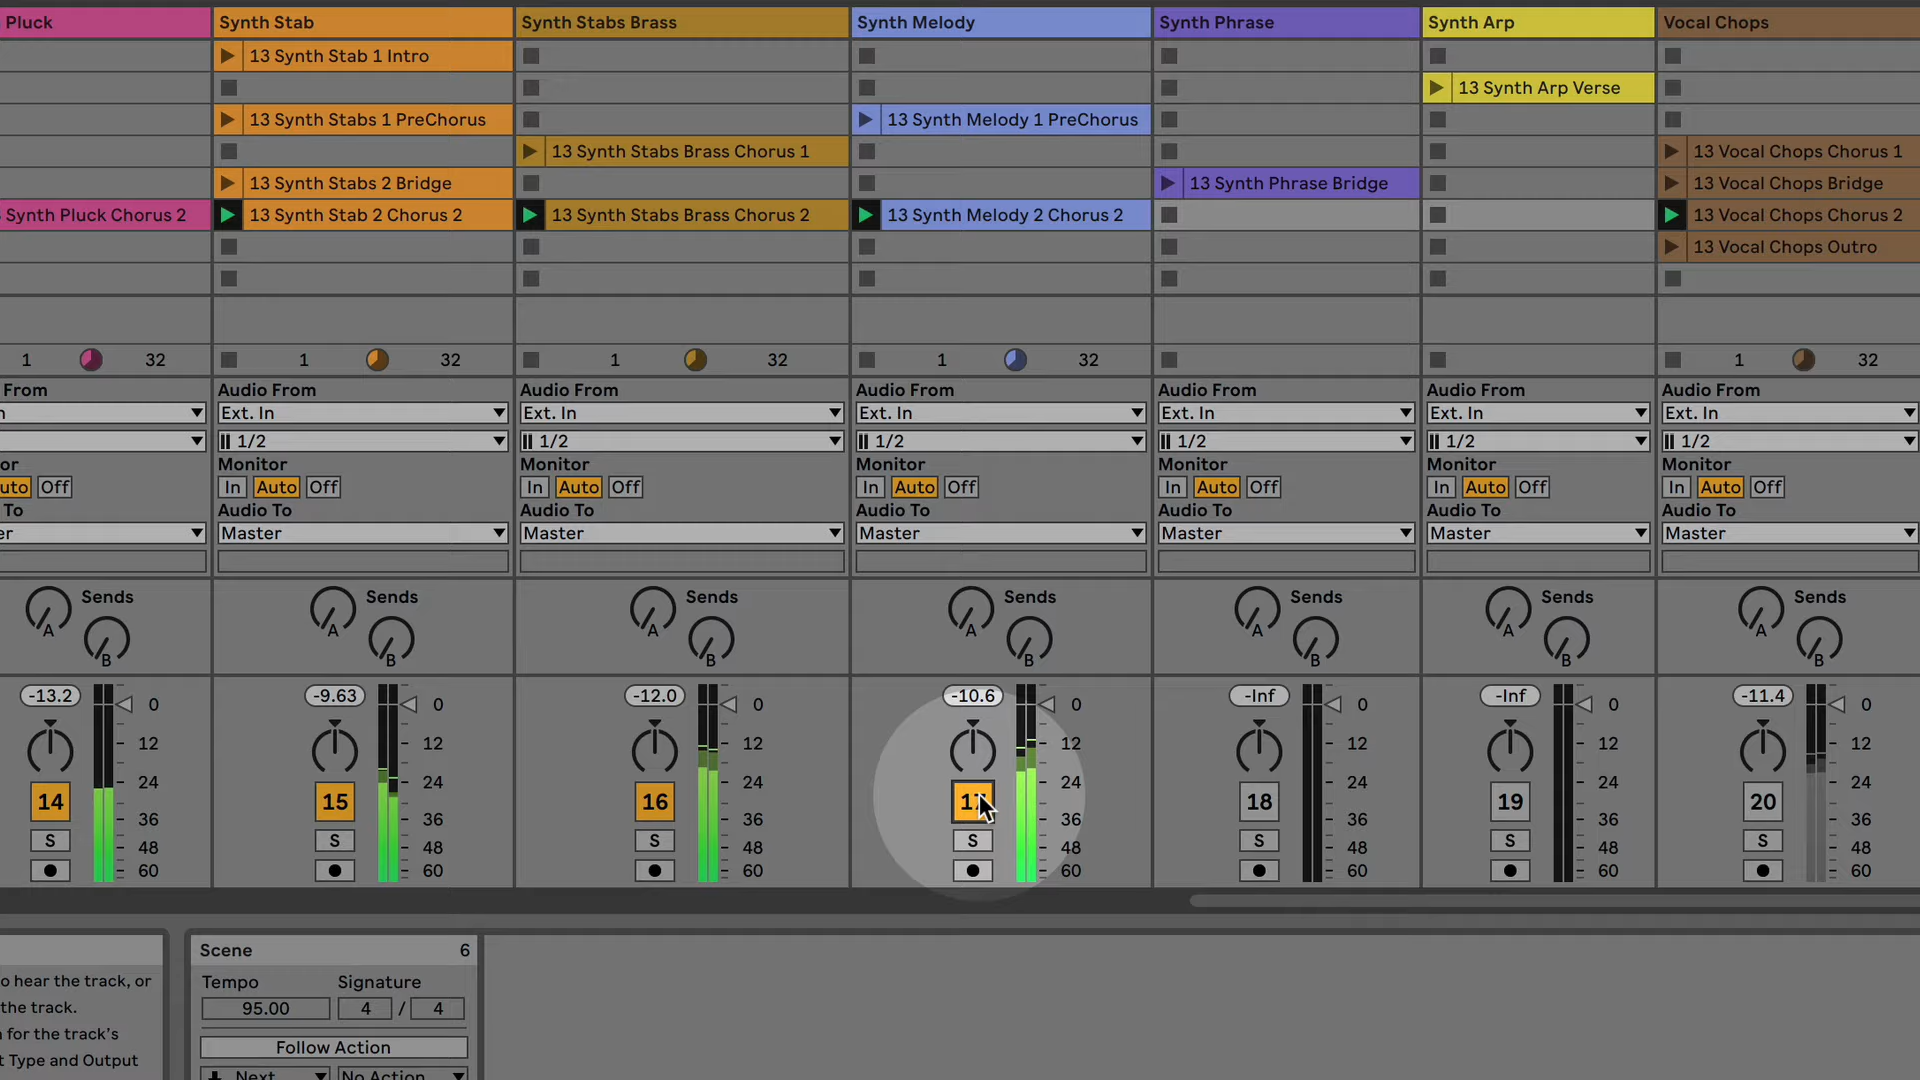 Pluck Synth Stab Synth Stabs Brass Synth Melody Synth Phrase Synth Arp Vocal Chops
13 Synth Stab 1 Intro
13 Synth Arp Verse
13 Synth Stabs 1 PreChorus 13 Synth Melody 1 PreChorus
13 Synth Stabs Brass Chorus 1 13 Vocal Chops Chorus 1
13 Synth Stabs 2 Bridge 13 Synth Phrase Bridge 13 Vocal Chops Bridge
Synth Pluck Chorus 2 13 Synth Stab 2 Chorus 2 13 Synth Stabs Brass Chorus 2 13 Synth Melody 2 Chorus 2 13 Vocal Chops Chorus 2
13 Vocal Chops Outro
1 32 1 32 1 32 1 32 1 32
From Audio From Audio From Audio From Audio From Audio From Audio From
Ext. In Ext. In Ext. In Ext. In Ext. In Ext. In
1/2 1/2 1/2 1/2 1/2 1/2
or Monitor Monitor Monitor Monitor Monitor Monitor
uto Off In Auto Off In Auto Off In Auto Off In Auto Off In Auto Off In Auto Off
To Audio To Audio To Audio To Audio To Audio To Audio To
er Master Master Master Master Master Master
Sends Sends Sends Sends Sends Sends Sends
A A A A A A A
B B B B B B B
-13.2 0 -9.63 0 -12.0 0 -10.6 0 -Inf 0 -Inf 0 -11.4 0
12 12 12 12 12 12 12
24 24 24 24 24 24 24
14 36 15 36 16 36 17 36 18 36 19 36 20 36
S 48 S 48 S 48 S 48 S 48 S 48 S 48
60 60 60 60 60 60 60
Scene 6
o hear the track, or Tempo Signature
the track. 95.00 4 / 4
for the track's
t Type and Output Follow Action
Next No Action